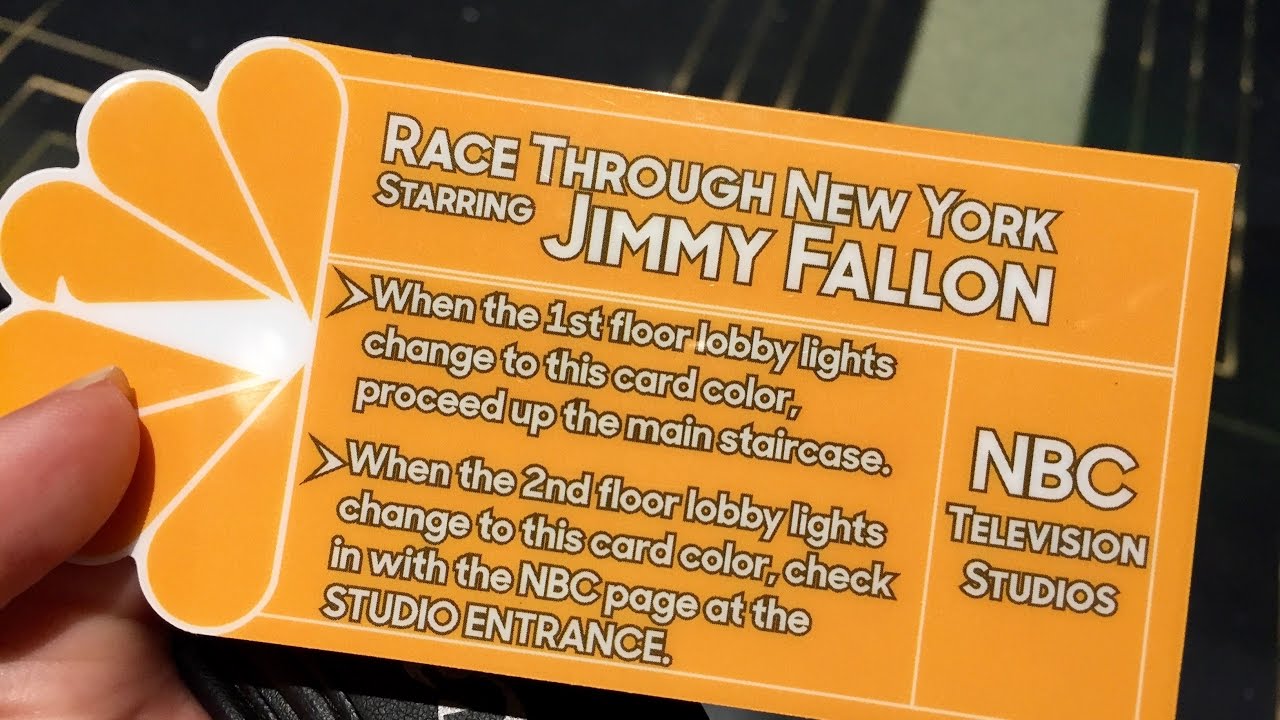 Race Through New York
Starring Jimmy Fallon
When the 1st floor lobby lights
change to this card color,
proceed up the main staircase.
When the 2nd floor lobby lights
change to this card color, check
in with the NBC page at the
STUDIO ENTRANCE.
NBC
Television
Studios